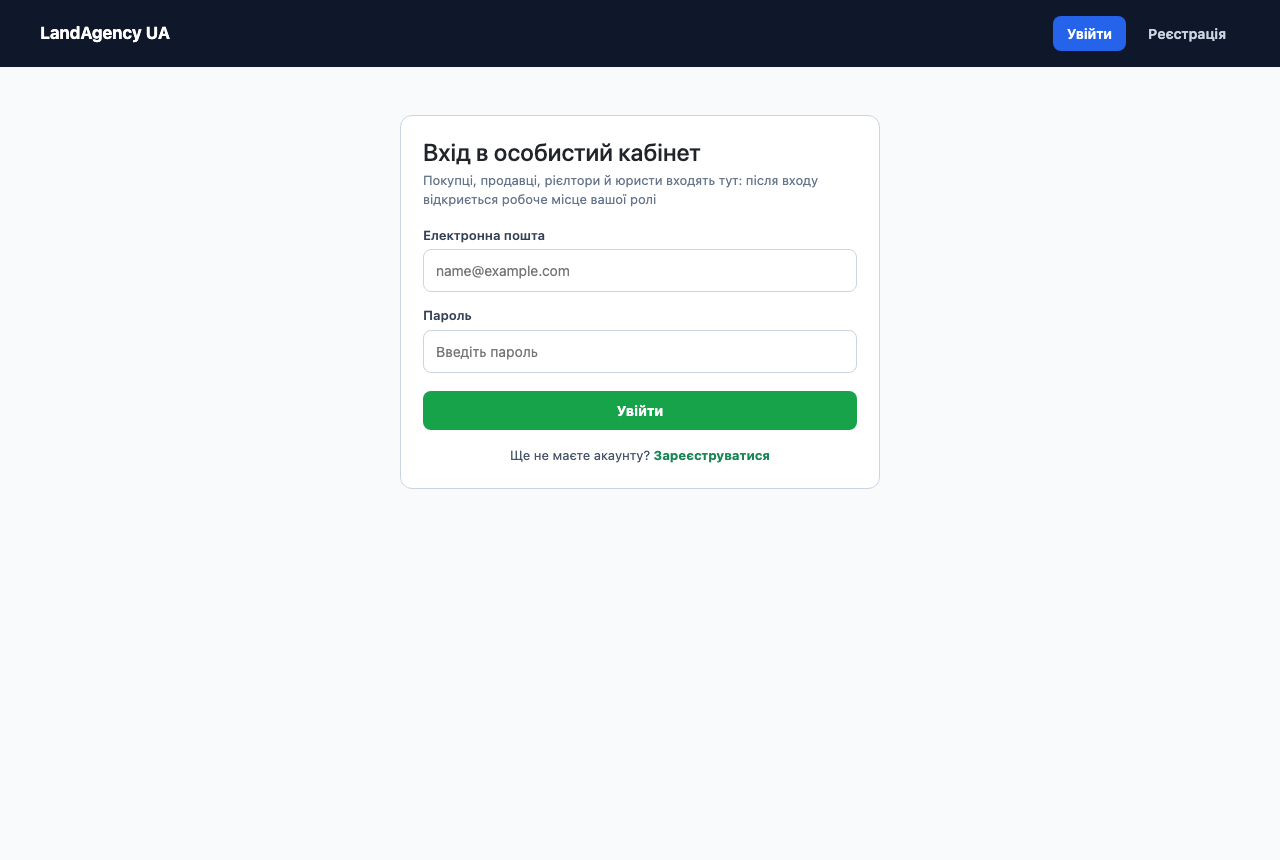 LandAgency UA
Увійти
Реєстрація
Вхід в особистий кабінет
Покупці, продавці, рієлтори й юристи входять тут: після входу
відкриється робоче місце вашої ролі
Електронна пошта
name@example.com
Пароль
Введіть пароль
Увійти
Ще не маєте акаунту? Зареєструватися